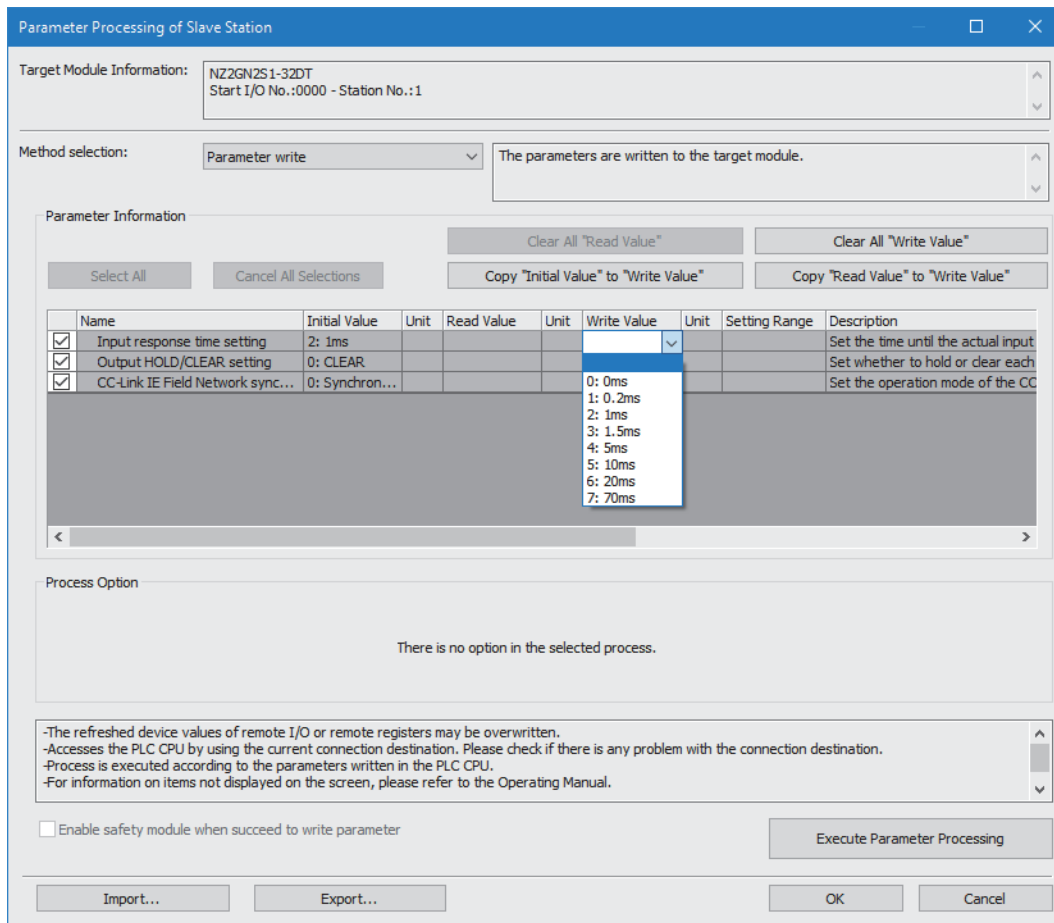 Parameter Processing of Slave Station
Target Module Information:
NZ2GN2S1-32DT
Start I/O No.:0000 - Station No.:1
Method selection:
Parameter write
The parameters are written to the target module.
Parameter Information
Clear All "Read Value"
Clear All "Write Value"
Select All
Cancel All Selections
Copy "Initial Value" to "Write Value"
Copy "Read Value" to "Write Value"
Name Initial Value Unit Read Value Unit Write Value Unit Setting Range Description
Input response time setting 2: 1ms Set the time until the actual input
Output HOLD/CLEAR setting 0: CLEAR Set whether to hold or clear each
CC-Link IE Field Network sync... 0: Synchron... Set the operation mode of the CC
0: 0ms
1: 0.2ms
2: 1ms
3: 1.5ms
4: 5ms
5: 10ms
6: 20ms
7: 70ms
Process Option
There is no option in the selected process.
-The refreshed device values of remote I/O or remote registers may be overwritten.
-Accesses the PLC CPU by using the current connection destination. Please check if there is any problem with the connection destination.
-Process is executed according to the parameters written in the PLC CPU.
-For information on items not displayed on the screen, please refer to the Operating Manual.
Enable safety module when succeed to write parameter
Execute Parameter Processing
Import...
Export...
OK
Cancel